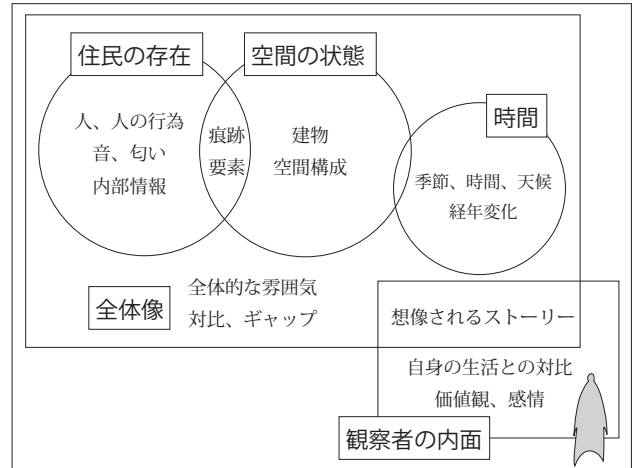 住民の存在
人、人の行為
音、匂い
内部情報
痕跡
要素
空間の状態
建物
空間構成
時間
季節、時間、天候
経年変化
全体像
全体的な雰囲気
対比、ギャップ
想像されるストーリー
自身の生活との対比
価値観、感情
観察者の内面